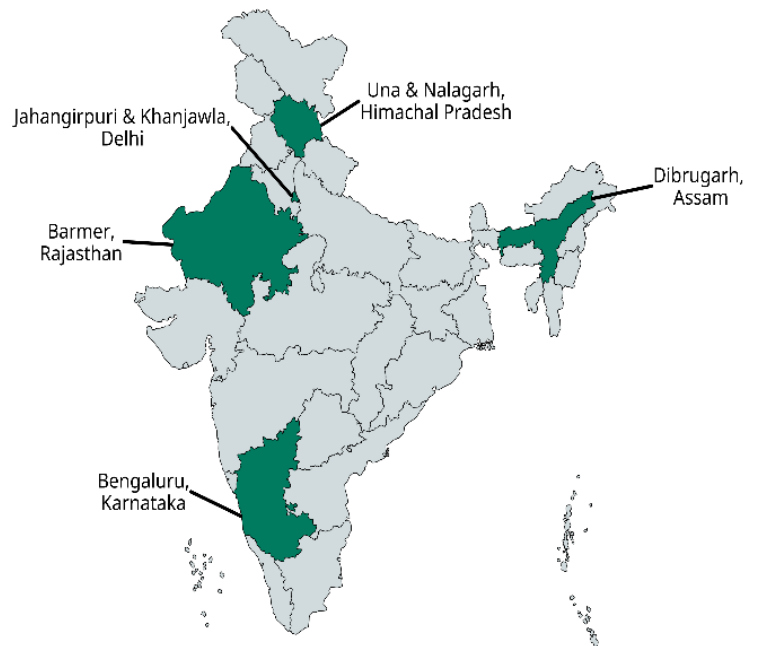 Una & Nalagarh,
Himachal Pradesh
Jahangirpuri & Khanjawla,
Delhi
Dibrugarh,
Assam
Barmer,
Rajasthan
Bengaluru,
Karnataka